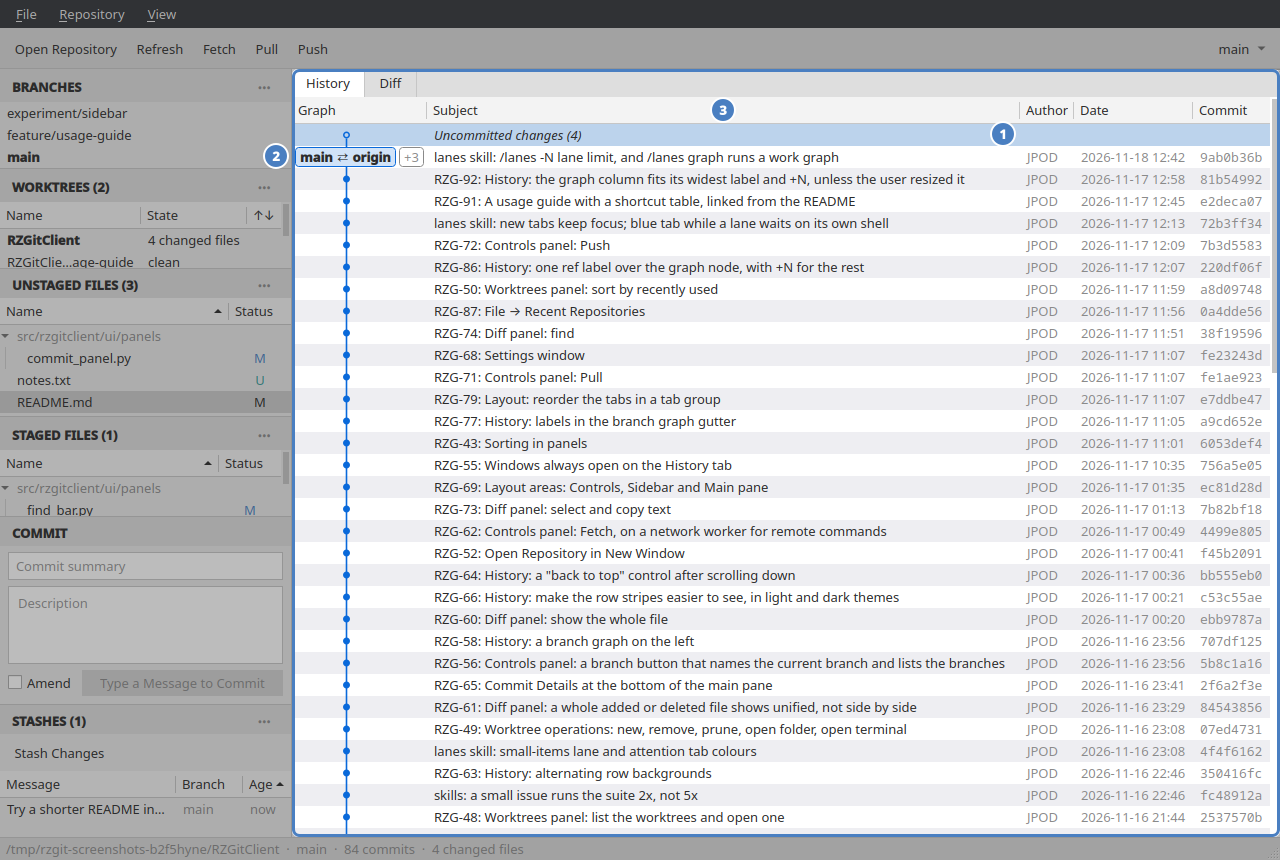 File Repository View
Open Repository Refresh Fetch Pull Push main
BRANCHES ···
experiment/sidebar
feature/usage-guide
main
WORKTREES (2) ···
Name State ↑↓
RZGitClient 4 changed files
RZGitClie...age-guide clean
UNSTAGED FILES (3) ···
Name Status
src/rzgitclient/ui/panels
commit_panel.py M
notes.txt U
README.md M
STAGED FILES (1) ···
Name Status
src/rzgitclient/ui/panels
find_bar.py M
COMMIT
Commit summary
Description
Amend Type a Message to Commit
STASHES (1) ···
Stash Changes
Message Branch Age
Try a shorter README in... main now
History Diff
Graph Subject 3 Author Date Commit
Uncommitted changes (4) 1
2 main ⇄ origin +3 lanes skill: /lanes -N lane limit, and /lanes graph runs a work graph JPOD 2026-11-18 12:42 9ab0b36b
RZG-92: History: the graph column fits its widest label and +N, unless the user resized it JPOD 2026-11-17 12:58 81b54992
RZG-91: A usage guide with a shortcut table, linked from the README JPOD 2026-11-17 12:45 e2deca07
lanes skill: new tabs keep focus; blue tab while a lane waits on its own shell JPOD 2026-11-17 12:13 72b3ff34
RZG-72: Controls panel: Push JPOD 2026-11-17 12:09 7b3d5583
RZG-86: History: one ref label over the graph node, with +N for the rest JPOD 2026-11-17 12:07 220df06f
RZG-50: Worktrees panel: sort by recently used JPOD 2026-11-17 11:59 a8d09748
RZG-87: File → Recent Repositories JPOD 2026-11-17 11:56 0a4dde56
RZG-74: Diff panel: find JPOD 2026-11-17 11:51 38f19596
RZG-68: Settings window JPOD 2026-11-17 11:07 fe23243d
RZG-71: Controls panel: Pull JPOD 2026-11-17 11:07 fe1ae923
RZG-79: Layout: reorder the tabs in a tab group JPOD 2026-11-17 11:07 e7ddbe47
RZG-77: History: labels in the branch graph gutter JPOD 2026-11-17 11:05 a9cd652e
RZG-43: Sorting in panels JPOD 2026-11-17 11:01 6053def4
RZG-55: Windows always open on the History tab JPOD 2026-11-17 10:35 756a5e05
RZG-69: Layout areas: Controls, Sidebar and Main pane JPOD 2026-11-17 01:35 ec81d28d
RZG-73: Diff panel: select and copy text JPOD 2026-11-17 01:13 7b82bf18
RZG-62: Controls panel: Fetch, on a network worker for remote commands JPOD 2026-11-17 00:49 4499e805
RZG-52: Open Repository in New Window JPOD 2026-11-17 00:41 f45b2091
RZG-64: History: a "back to top" control after scrolling down JPOD 2026-11-17 00:36 bb555eb0
RZG-66: History: make the row stripes easier to see, in light and dark themes JPOD 2026-11-17 00:21 c53c55ae
RZG-60: Diff panel: show the whole file JPOD 2026-11-17 00:20 ebb9787a
RZG-58: History: a branch graph on the left JPOD 2026-11-16 23:56 707df125
RZG-56: Controls panel: a branch button that names the current branch and lists the branches JPOD 2026-11-16 23:56 5b8c1a16
RZG-65: Commit Details at the bottom of the main pane JPOD 2026-11-16 23:41 2f6a2f3e
RZG-61: Diff panel: a whole added or deleted file shows unified, not side by side JPOD 2026-11-16 23:29 84543856
RZG-49: Worktree operations: new, remove, prune, open folder, open terminal JPOD 2026-11-16 23:08 07ed4731
lanes skill: small-items lane and attention tab colours JPOD 2026-11-16 23:08 4f4f6162
RZG-63: History: alternating row backgrounds JPOD 2026-11-16 22:46 350416fc
skills: a small issue runs the suite 2x, not 5x JPOD 2026-11-16 22:46 fc48912a
RZG-48: Worktrees panel: list the worktrees and open one JPOD 2026-11-16 21:44 2537570b
/tmp/rzgit-screenshots-b2f5hyne/RZGitClient · main · 84 commits · 4 changed files